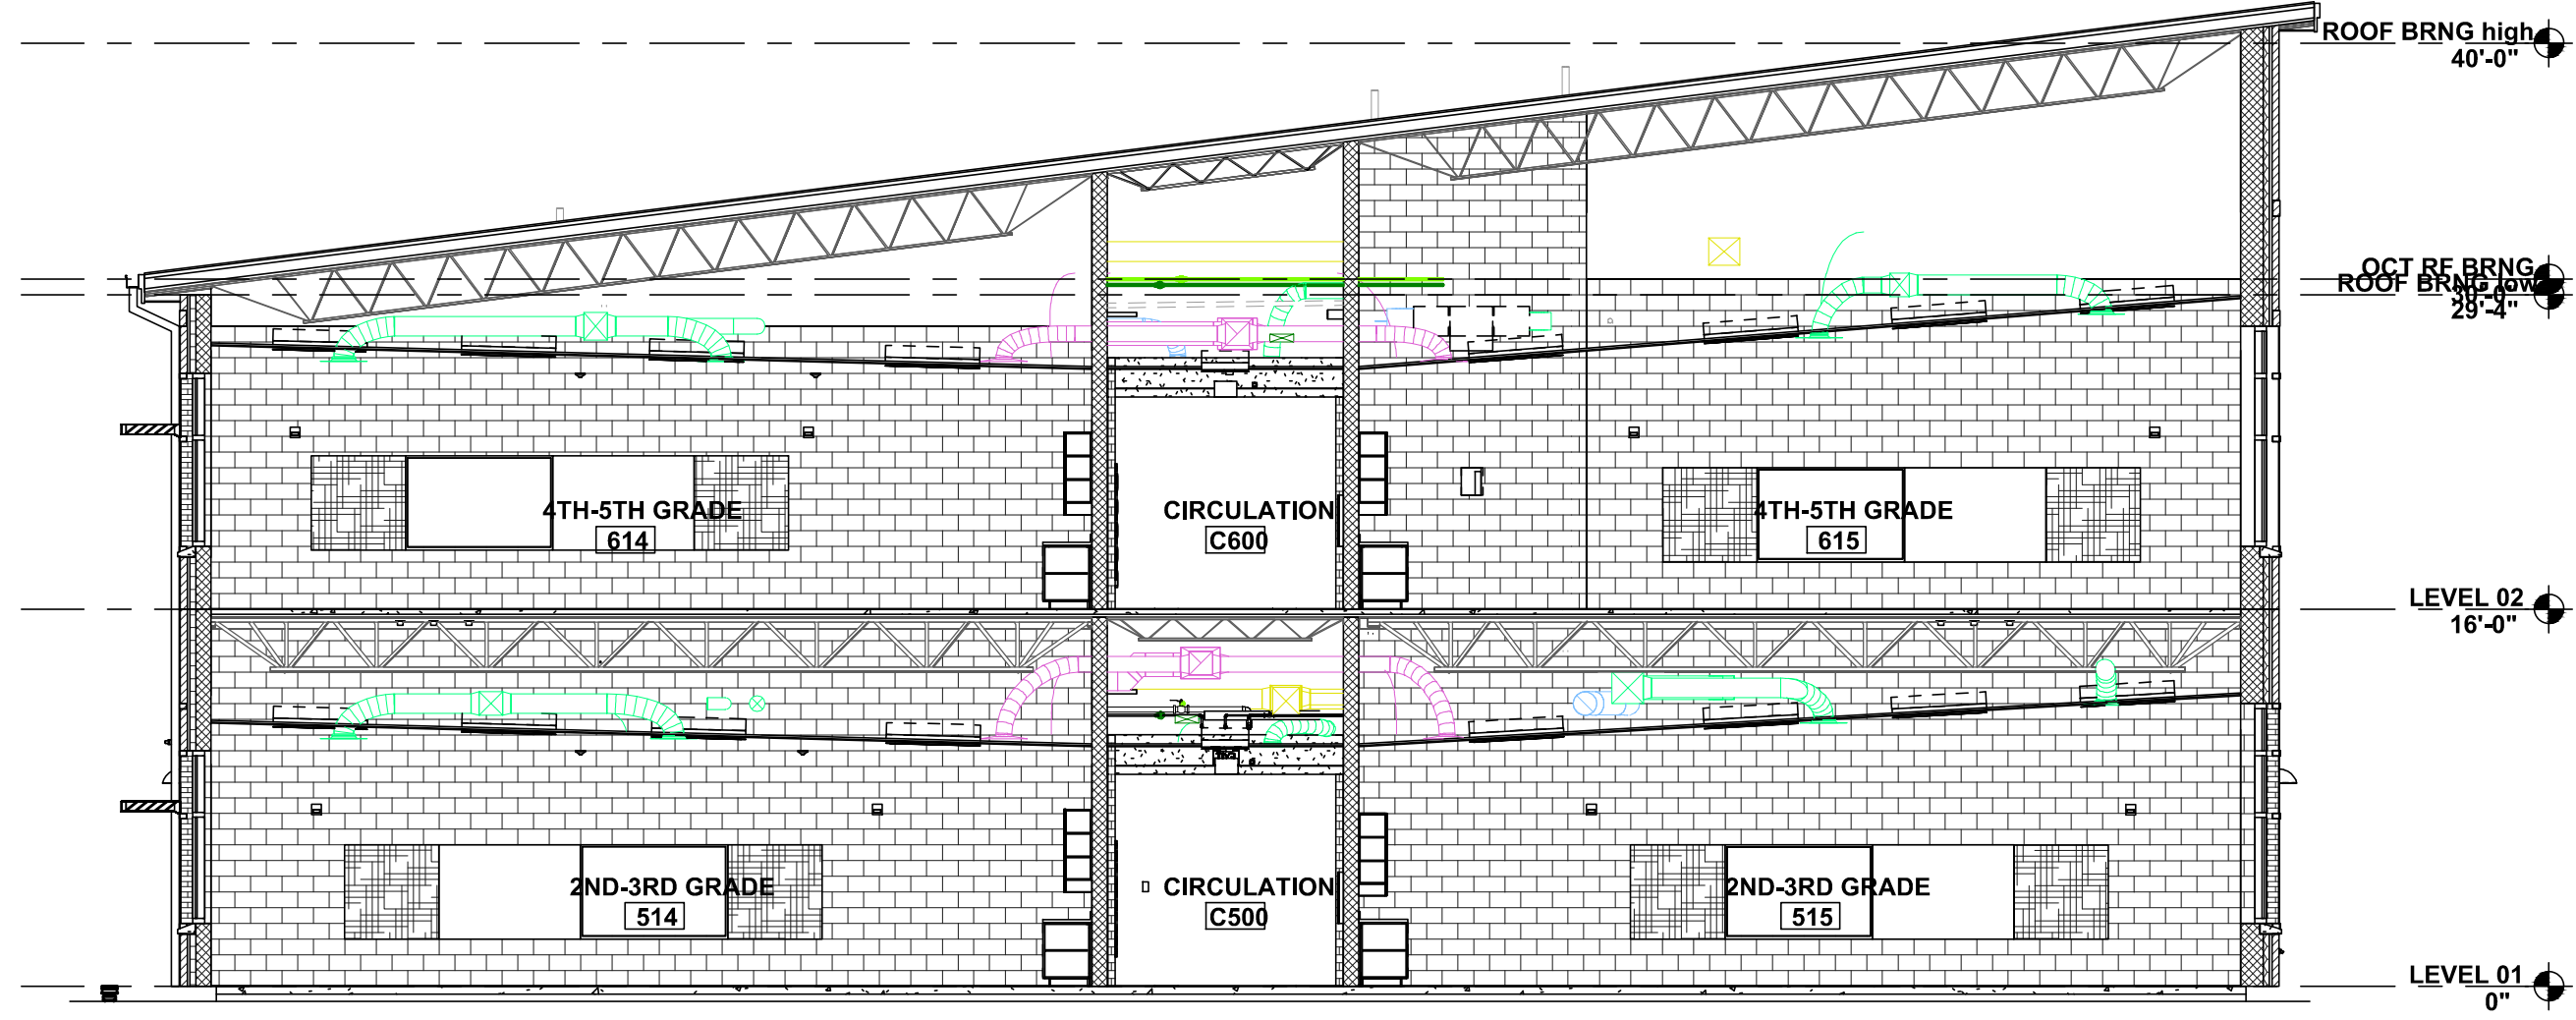 ROOF BRNG high
40'-0"
OCT RF BRNG
ROOF BRNG low
30'-0"
29'-4"
4TH-5TH GRADE
614
CIRCULATION
C600
4TH-5TH GRADE
615
LEVEL 02
16'-0"
2ND-3RD GRADE
514
CIRCULATION
C500
2ND-3RD GRADE
515
LEVEL 01
0"